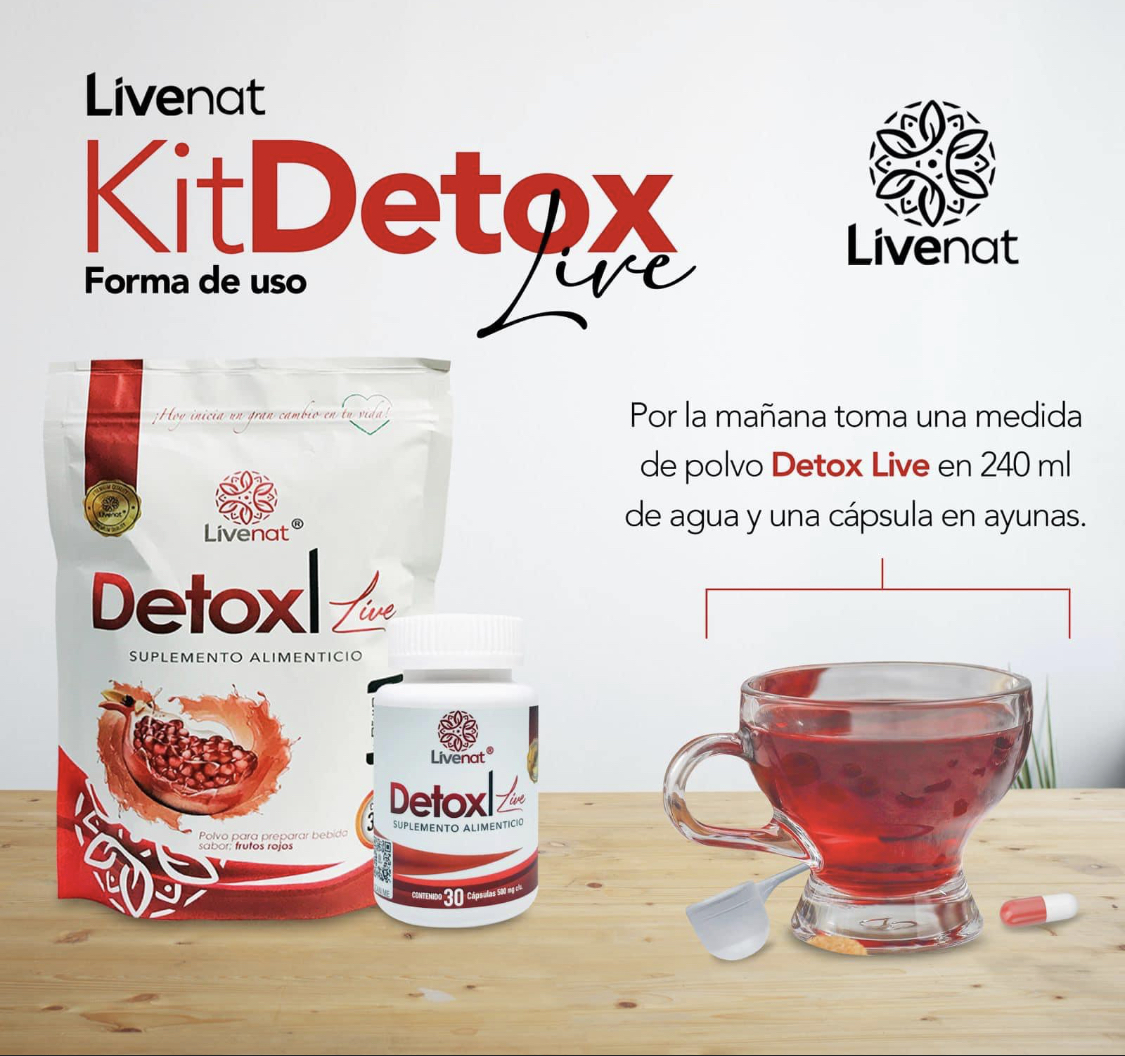 Livenat
KitDetox
Live
Forma de uso
Livenat
¡Hoy inicia un gran cambio en tu vida!
Livenat®
Detox Live
SUPLEMENTO ALIMENTICIO
Polvo para preparar bebida
sabor: frutos rojos
Livenat®
Detox Live
SUPLEMENTO ALIMENTICIO
CONTENIDO 30 Cápsulas 500 mg c/u.
Por la mañana toma una medida
de polvo Detox Live en 240 ml
de agua y una cápsula en ayunas.